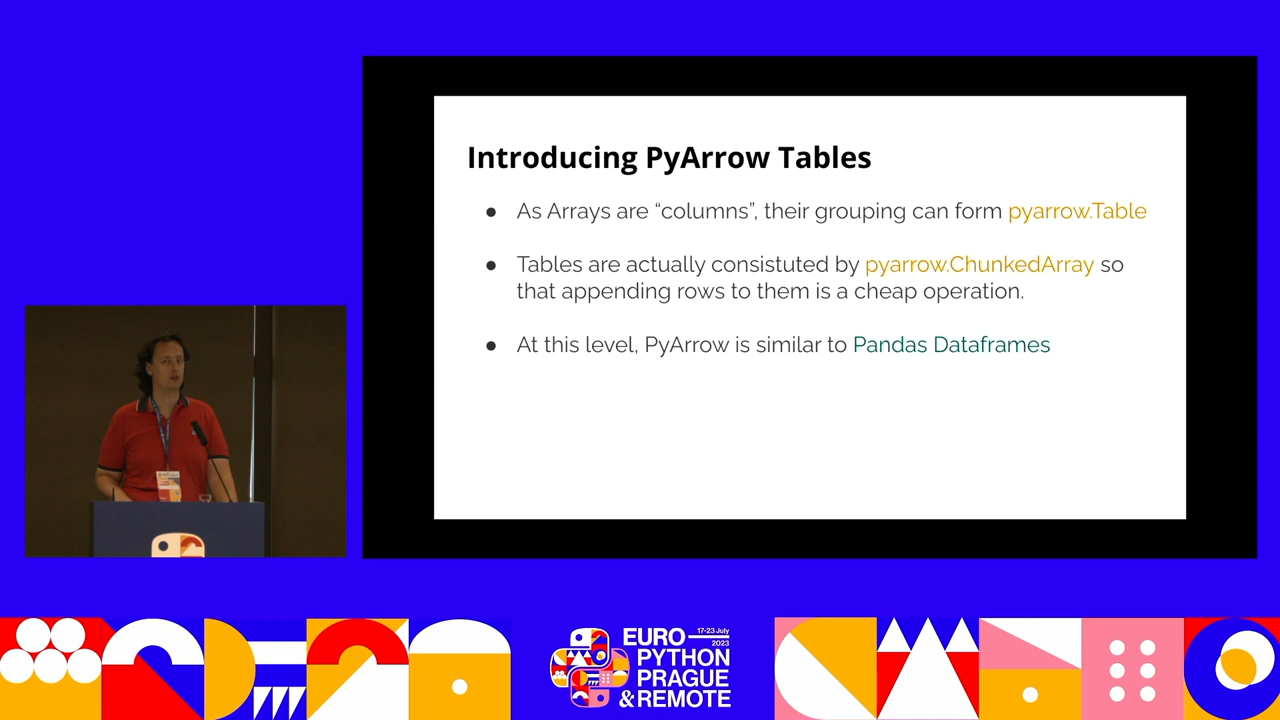 Introducing PyArrow Tables
● As Arrays are “columns”, their grouping can form pyarrow.Table
● Tables are actually consistuted by pyarrow.ChunkedArray so
that appending rows to them is a cheap operation.
● At this level, PyArrow is similar to Pandas Dataframes
EURO 17-23 July 2023
PYTHON
PRAGUE
& REMOTE